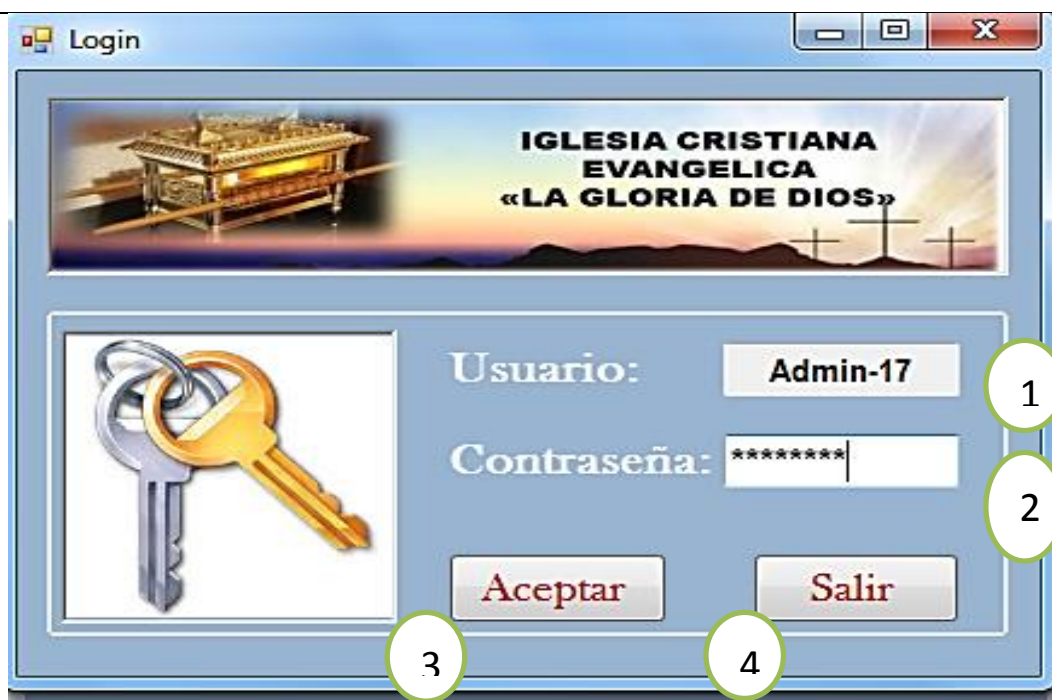 Login
IGLESIA CRISTIANA
EVANGELICA
«LA GLORIA DE DIOS»
Usuario: Admin-17 1
Contraseña: ******** 2
Aceptar Salir
3 4